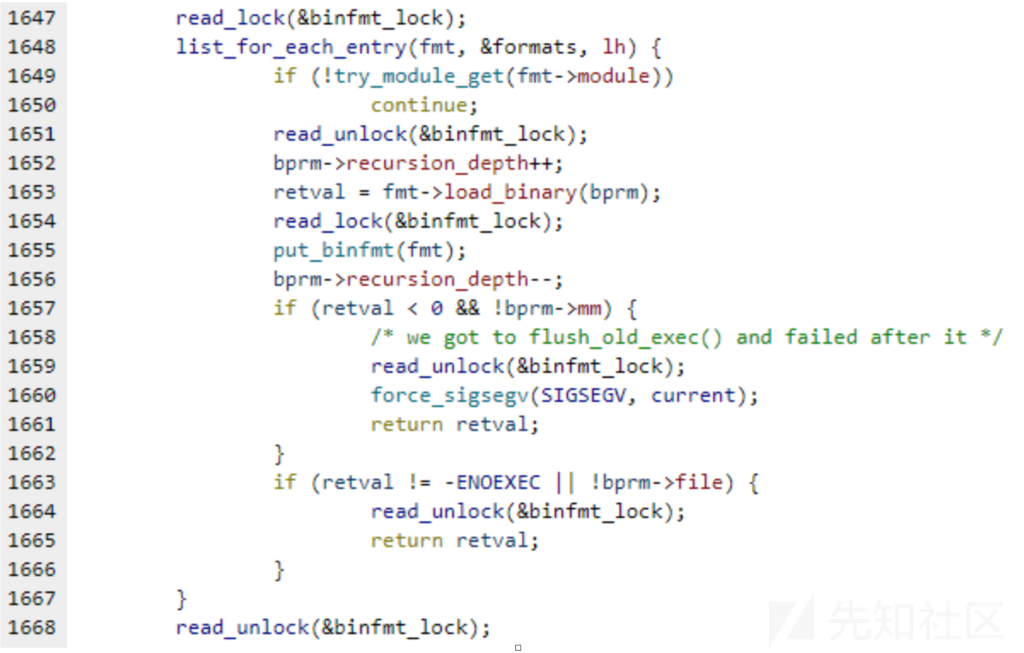 1647 read_lock(&binfmt_lock);
1648 list_for_each_entry(fmt, &formats, lh) {
1649 if (!try_module_get(fmt->module))
1650 continue;
1651 read_unlock(&binfmt_lock);
1652 bprm->recursion_depth++;
1653 retval = fmt->load_binary(bprm);
1654 read_lock(&binfmt_lock);
1655 put_binfmt(fmt);
1656 bprm->recursion_depth--;
1657 if (retval < 0 && !bprm->mm) {
1658 /* we got to flush_old_exec() and failed after it */
1659 read_unlock(&binfmt_lock);
1660 force_sigsegv(SIGSEGV, current);
1661 return retval;
1662 }
1663 if (retval != -ENOEXEC || !bprm->file) {
1664 read_unlock(&binfmt_lock);
1665 return retval;
1666 }
1667 }
1668 read_unlock(&binfmt_lock);
先知社区